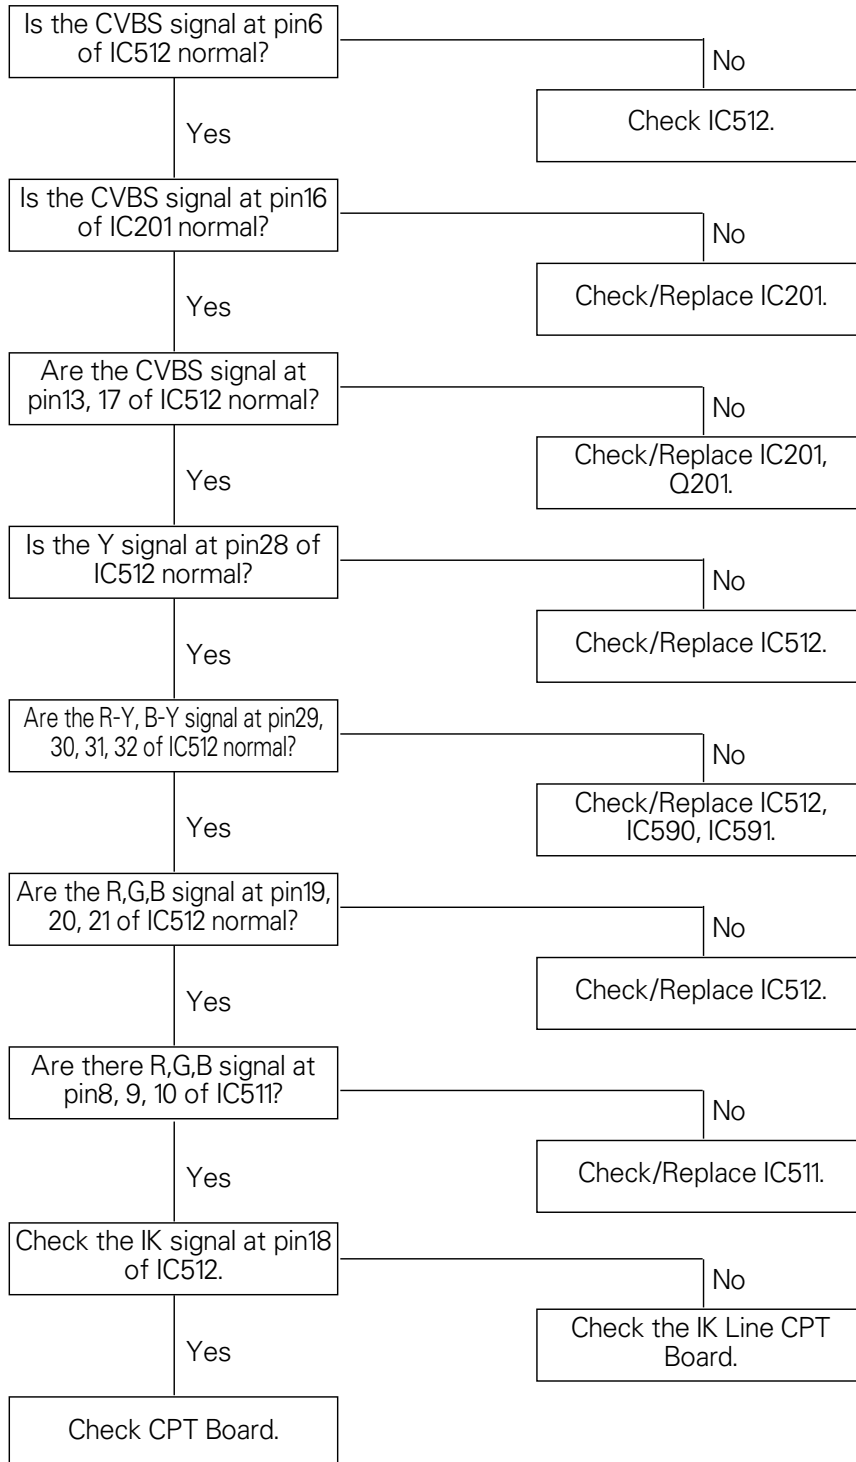 Is the CVBS signal at pin6
of IC512 normal?
No
Check IC512.
Yes
Is the CVBS signal at pin16
of IC201 normal?
No
Check/Replace IC201.
Yes
Are the CVBS signal at
pin13, 17 of IC512 normal?
No
Check/Replace IC201,
Q201.
Yes
Is the Y signal at pin28 of
IC512 normal?
No
Check/Replace IC512.
Yes
Are the R-Y, B-Y signal at pin29,
30, 31, 32 of IC512 normal?
No
Check/Replace IC512,
IC590, IC591.
Yes
Are the R,G,B signal at pin19,
20, 21 of IC512 normal?
No
Check/Replace IC512.
Yes
Are there R,G,B signal at
pin8, 9, 10 of IC511?
No
Check/Replace IC511.
Yes
Check the IK signal at pin18
of IC512.
No
Check the IK Line CPT
Board.
Yes
Check CPT Board.